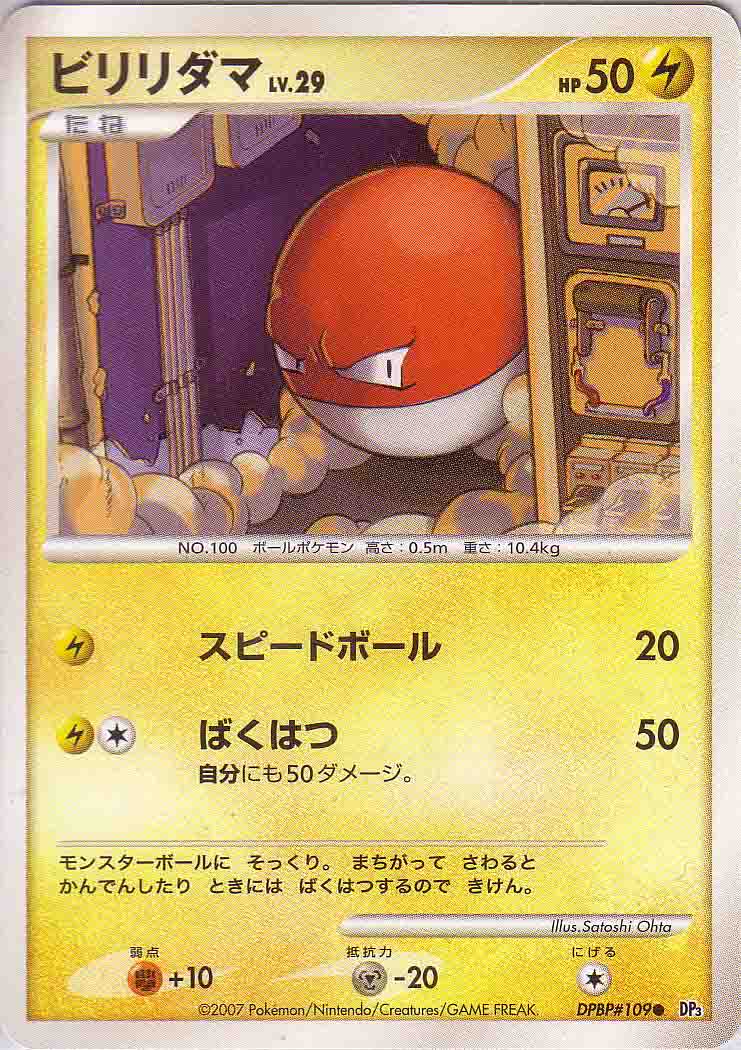 ビリリダマ LV.29 HP 50
たね
NO.100 ボールポケモン 高さ:0.5m 重さ:10.4kg
スピードボール 20
ばくはつ 50
自分にも50ダメージ。
モンスターボールに そっくり。 まちがって さわると
かんでんしたり ときには ばくはつするので きけん。
Illus.Satoshi Ohta
弱点 抵抗力 にげる
+10 -20
©2007 Pokémon/Nintendo/Creatures/GAME FREAK. DPBP#109● DP3